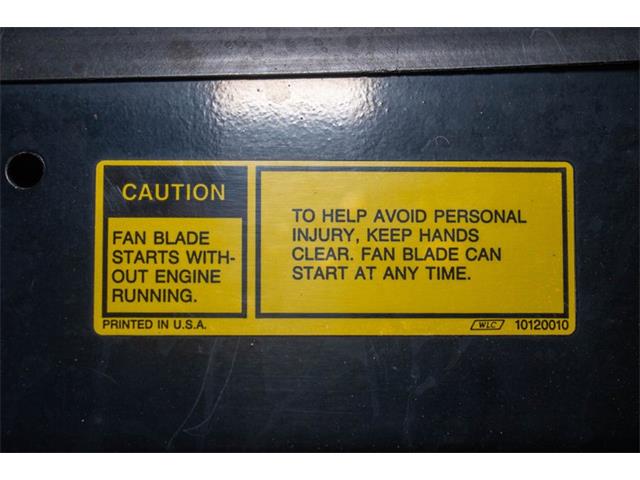 CAUTION
FAN BLADE
STARTS WITH-
OUT ENGINE
RUNNING.
TO HELP AVOID PERSONAL
INJURY, KEEP HANDS
CLEAR. FAN BLADE CAN
START AT ANY TIME.
PRINTED IN U.S.A.
WLC 10120010